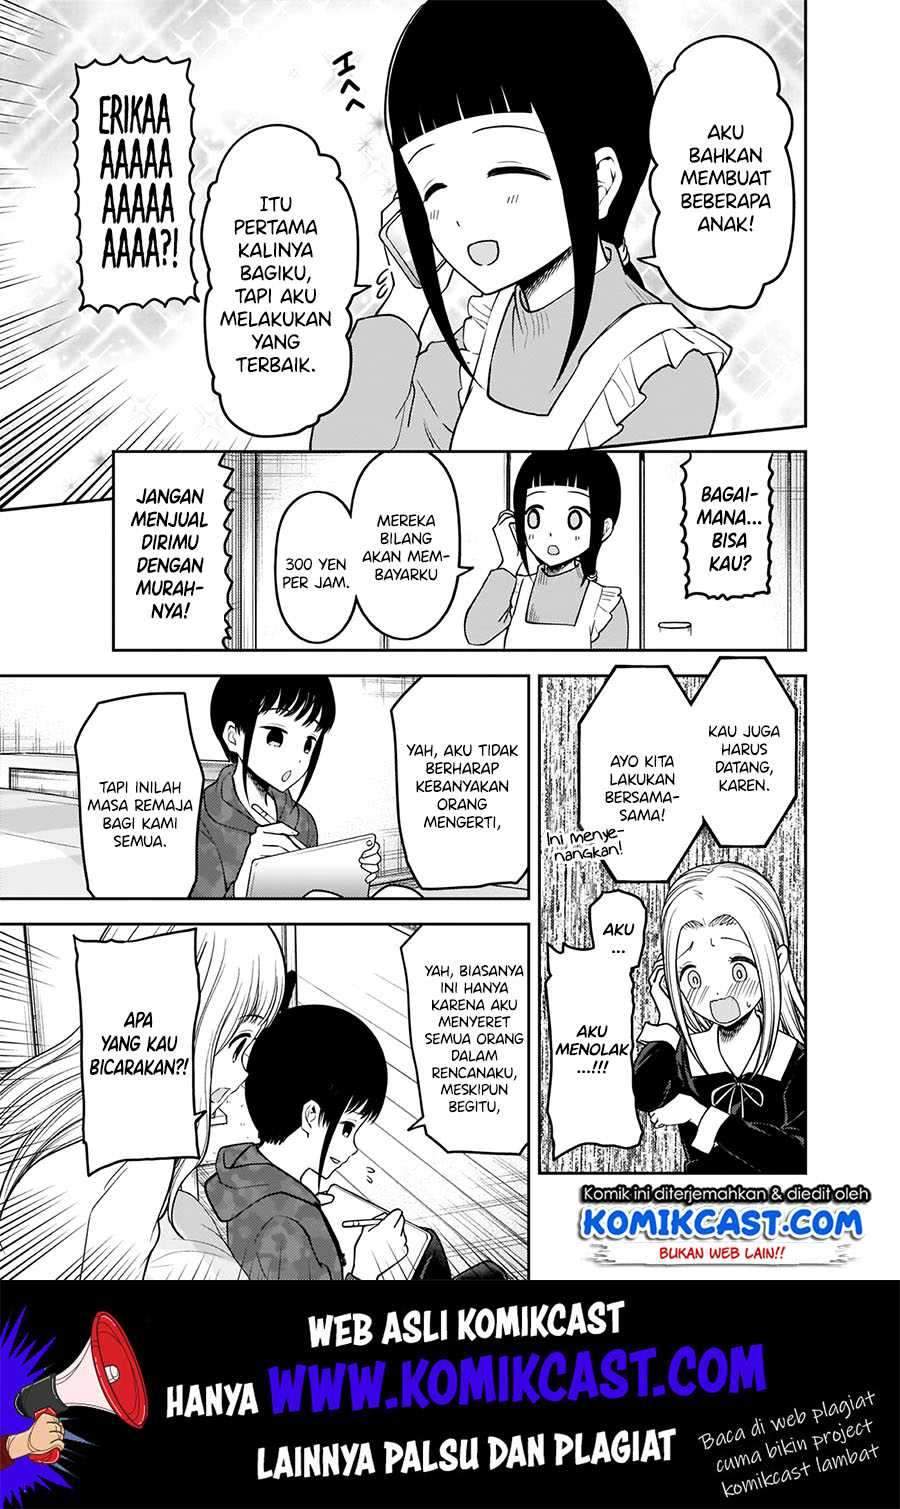 AKU
BAHKAN
MEMBUAT
BEBERAPA
ANAK!
エヘヘ
ITU
PERTAMA
KALINYA
BAGIKU,
TAPI AKU
MELAKUKAN
YANG
TERBAIK.
ERIKAA
AAAAA
AAAAA
AAAA?!
BAGAI-
MANA...
BISA
KAU?
MEREKA
BILANG
AKAN MEM-
BAYARKU
300 YEN
PER JAM.
JANGAN
MENJUAL
DIRIMU
DENGAN
MURAH-
NYA!
KAU JUGA
HARUS
DATANG,
KAREN.
AYO KITA
LAKUKAN
BERSAMA-
SAMA!
Ini menye-
nangkan!
AKU
...
AKU
MENOLAK
...!!!
YAH, AKU TIDAK
BERHARAP
KEBANYAKAN
ORANG
MENGERTI,
TAPI INILAH
MASA REMAJA
BAGI KAMI
SEMUA.
YAH, BIASANYA
INI HANYA
KARENA AKU
MENYERET
SEMUA ORANG
DALAM
RENCANAKU,
MESKIPUN
BEGITU,
APA
YANG KAU
BICARAKAN?!
Komik ini diterjemahkan & diedit oleh
KOMIKCAST.COM
BUKAN WEB LAIN!!
WEB ASLI KOMIKCAST
HANYA WWW.KOMIKCAST.COM
LAINNYA PALSU DAN PLAGIAT
Baca di web plagiat
cuma bikin project
komikcast lambat